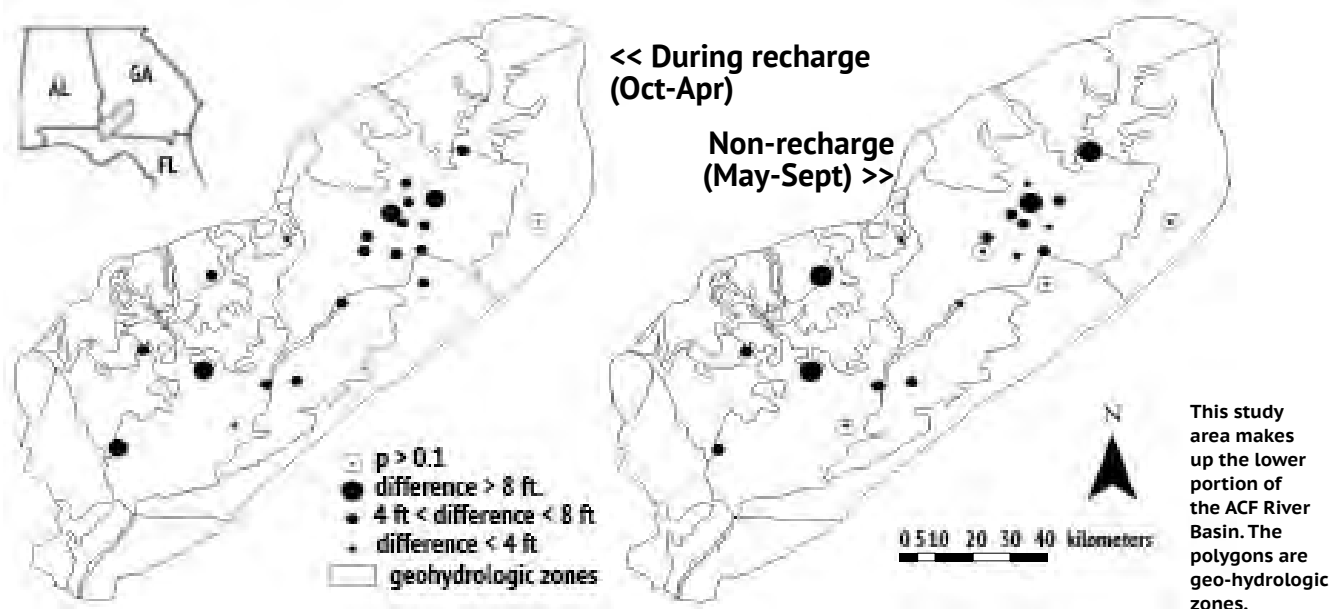 AL
GA
FL
<< During recharge
(Oct-Apr)
Non-recharge
(May-Sept) >>
p > 0.1
difference > 8 ft.
4 ft < difference < 8 ft
difference < 4 ft
geohydrologic zones
N
0 5 10 20 30 40 kilometers
This study
area makes
up the lower
portion of
the ACF River
Basin. The
polygons are
geo-hydrologic
zones.